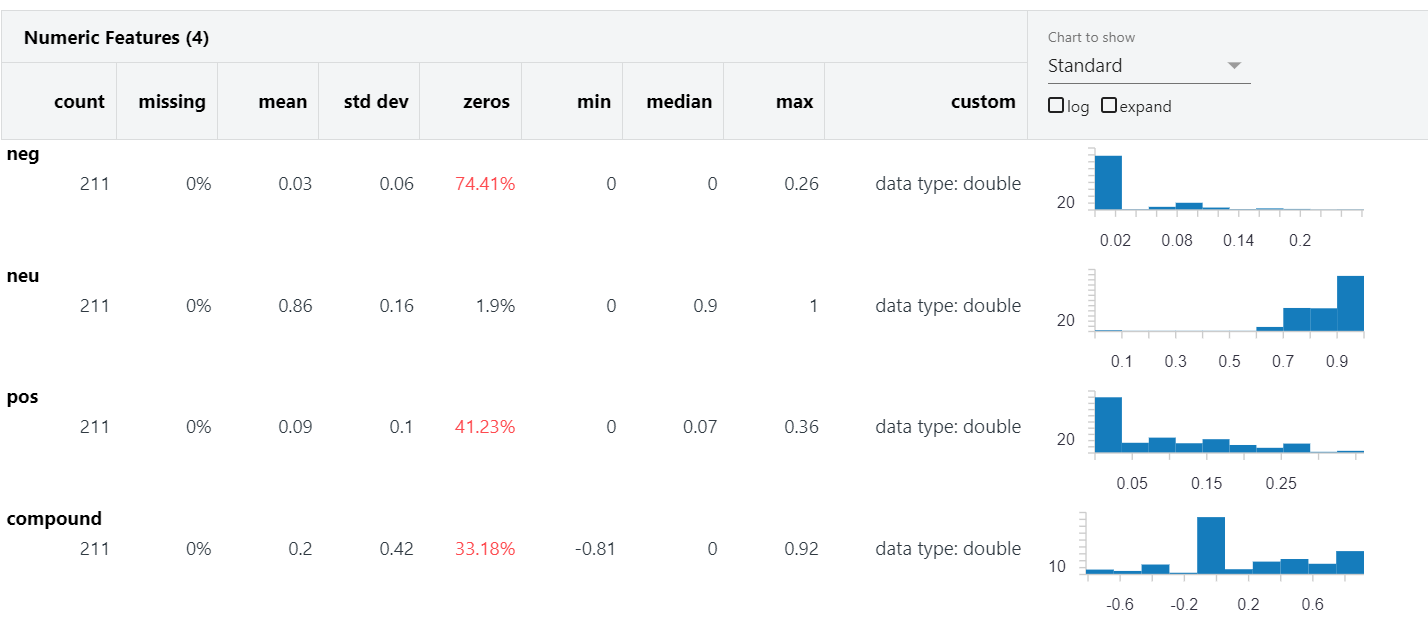 Numeric Features (4)
Chart to show
Standard
log expand
count missing mean std dev zeros min median max custom
neg
211 0% 0.03 0.06 74.41% 0 0 0.26 data type: double
20
0.02 0.08 0.14 0.2
neu
211 0% 0.86 0.16 1.9% 0 0.9 1 data type: double
20
0.1 0.3 0.5 0.7 0.9
pos
211 0% 0.09 0.1 41.23% 0 0.07 0.36 data type: double
20
0.05 0.15 0.25
compound
211 0% 0.2 0.42 33.18% -0.81 0 0.92 data type: double
10
-0.6 -0.2 0.2 0.6